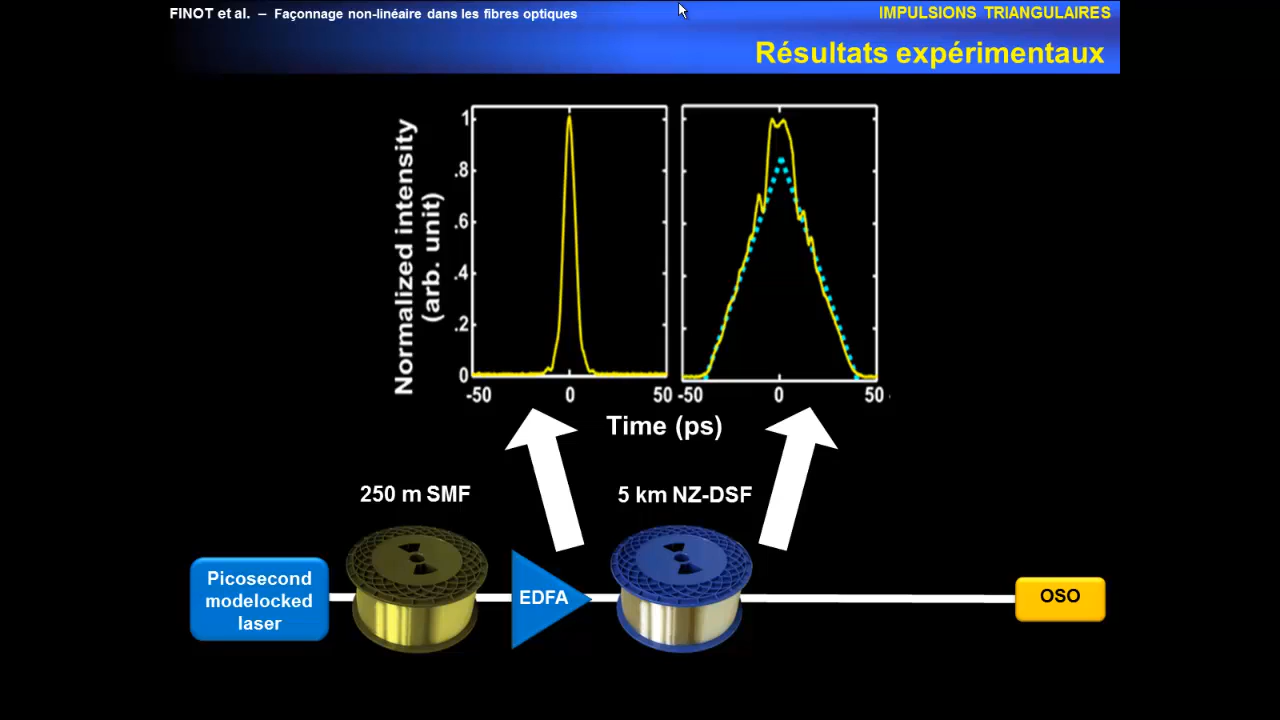 FINOT et al. – Façonnage non-linéaire dans les fibres optiques
IMPULSIONS TRIANGULAIRES
Résultats expérimentaux
Normalized intensity
(arb. unit)
1
.8
.6
.4
.2
0
-50 0 50 -50 0 50
Time (ps)
250 m SMF
5 km NZ-DSF
Picosecond
modelocked
laser
EDFA
OSO